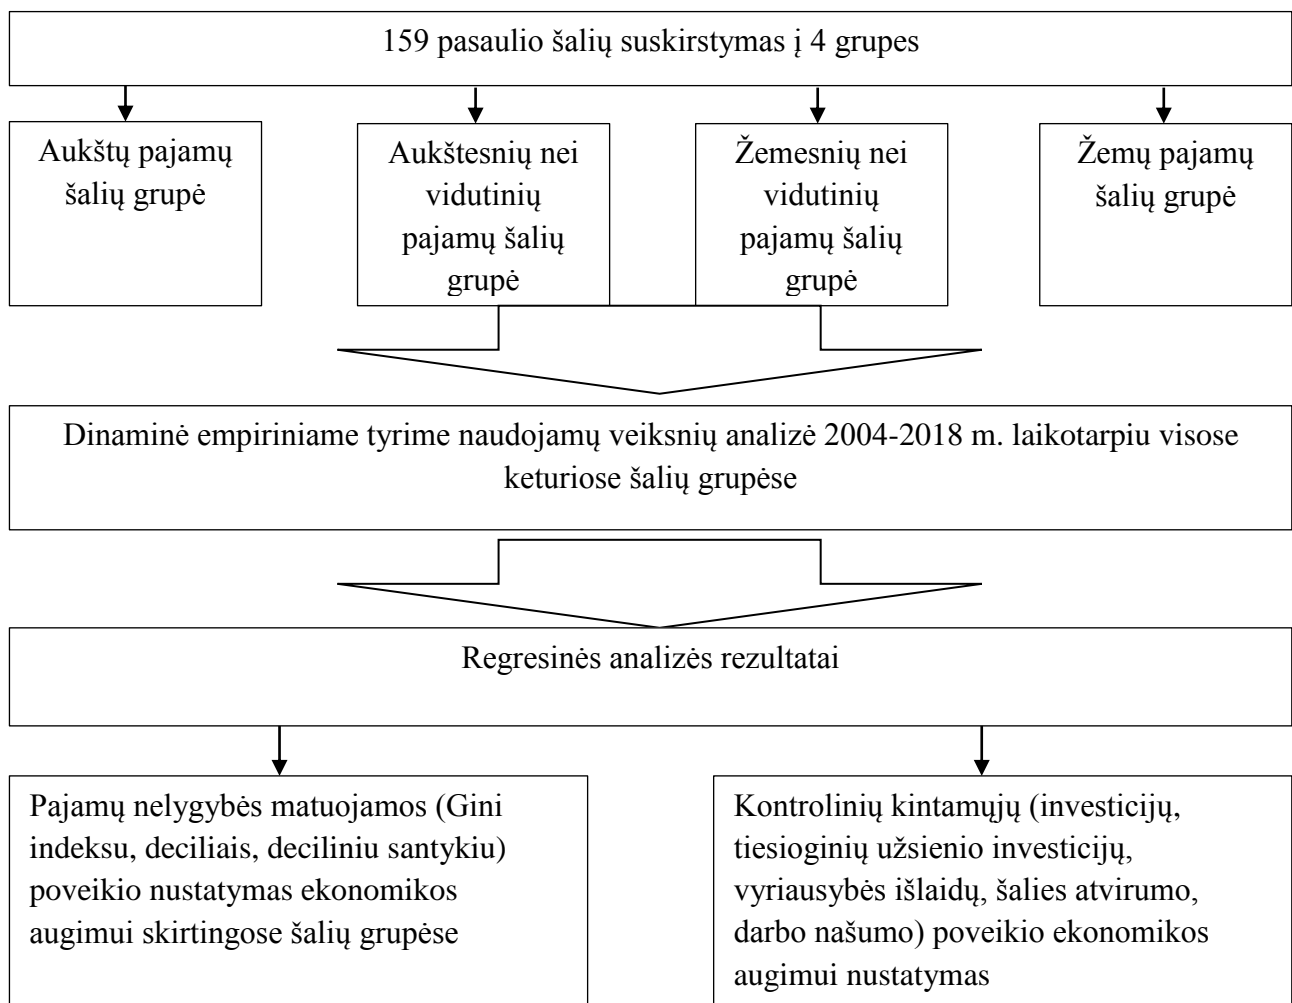 159 pasaulio šalių suskirstymas į 4 grupes
Aukštų pajamų
šalių grupė
Aukštesnių nei
vidutinių
pajamų šalių
grupė
Žemesnių nei
vidutinių
pajamų šalių
grupė
Žemų pajamų
šalių grupė
Dinaminė empiriniame tyrime naudojamų veiksnių analizė 2004-2018 m. laikotarpiu visose
keturiose šalių grupėse
Regresinės analizės rezultatai
Pajamų nelygybės matuojamos (Gini
indeksu, deciliais, deciliniu santykiu)
poveikio nustatymas ekonomikos
augimui skirtingose šalių grupėse
Kontrolinių kintamųjų (investicijų,
tiesioginių užsienio investicijų,
vyriausybės išlaidų, šalies atvirumo,
darbo našumo) poveikio ekonomikos
augimui nustatymas